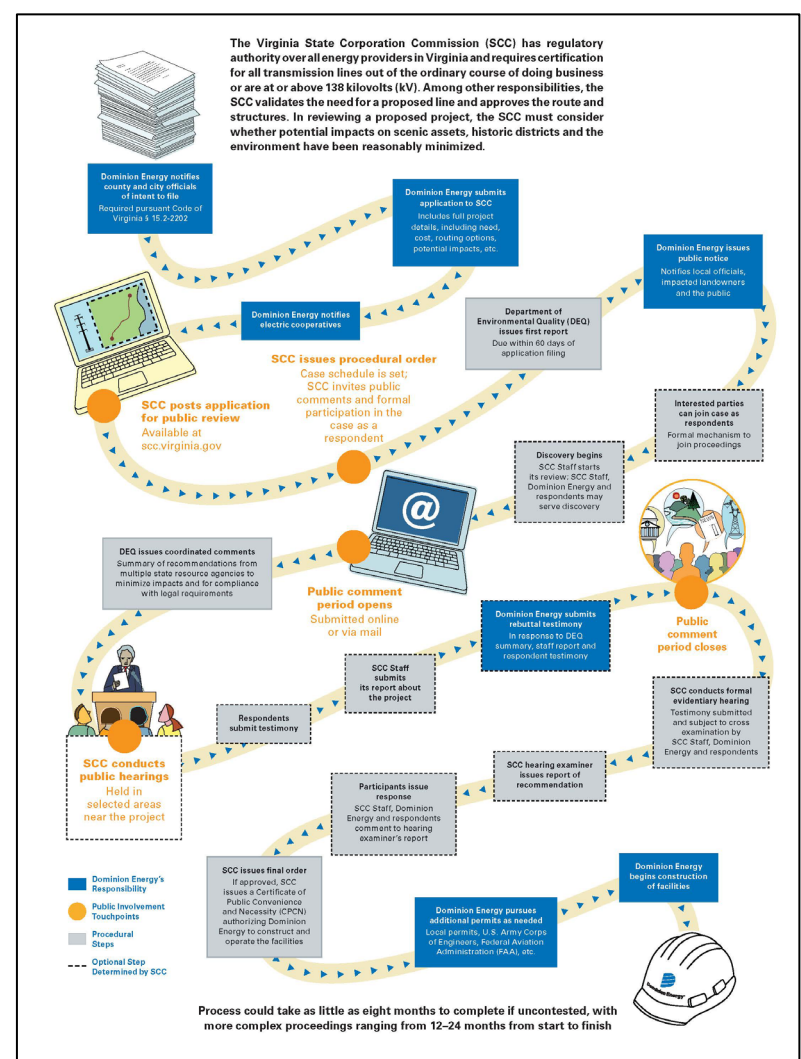 The Virginia State Corporation Commission (SCC) has regulatory
authority over all energy providers in Virginia and requires certification
for all transmission lines out of the ordinary course of doing business
or are at or above 138 kilovolts (kV). Among other responsibilities, the
SCC validates the need for a proposed line and approves the route and
structures. In reviewing a proposed project, the SCC must consider
whether potential impacts on scenic assets, historic districts and the
environment have been reasonably minimized.
Dominion Energy notifies
county and city officials
of intent to file
Required pursuant Code of
Virginia § 15.2-2202
Dominion Energy submits
application to SCC
Includes full project
details, including need,
cost, routing options,
potential impacts, etc.
Dominion Energy notifies
electric cooperatives
SCC posts application
for public review
Available at
scc.virginia.gov
SCC issues procedural order
Case schedule is set;
SCC invites public
comments and formal
participation in the
case as a
respondent
Department of
Environmental Quality (DEQ)
issues first report
Due within 60 days of
application filing
Dominion Energy issues
public notice
Notifies local officials,
impacted landowners
and the public
Interested parties
can join case as
respondents
Formal mechanism to
join proceedings
Discovery begins
SCC Staff starts
its review; SCC Staff,
Dominion Energy and
respondents may
serve discovery
@
Public comment
period opens
Submitted online
or via mail
DEQ issues coordinated comments
Summary of recommendations from
multiple state resource agencies to
minimize impacts and for compliance
with legal requirements
SCC conducts
public hearings
Held in
selected areas
near the project
Respondents
submit testimony
SCC Staff
submits
its report about
the project
Dominion Energy submits
rebuttal testimony
In response to DEQ
summary, staff report and
respondent testimony
NEWS
Public
comment
period closes
SCC conducts formal
evidentiary hearing
Testimony submitted
and subject to cross
examination by
SCC Staff, Dominion
Energy and respondents
SCC hearing examiner
issues report of
recommendation
Participants issue
response
SCC Staff, Dominion
Energy and respondents
comment to hearing
examiner's report
SCC issues final order
If approved, SCC
issues a Certificate of
Public Convenience
and Necessity (CPCN)
authorizing Dominion
Energy to construct and
operate the facilities
Dominion Energy pursues
additional permits as needed
Local permits, U.S. Army Corps
of Engineers, Federal Aviation
Administration (FAA), etc.
Dominion Energy
begins construction
of facilities
Dominion Energy
Dominion Energy's
Responsibility
Public Involvement
Touchpoints
Procedural
Steps
Optional Step
Determined by SCC
Process could take as little as eight months to complete if uncontested, with
more complex proceedings ranging from 12–24 months from start to finish